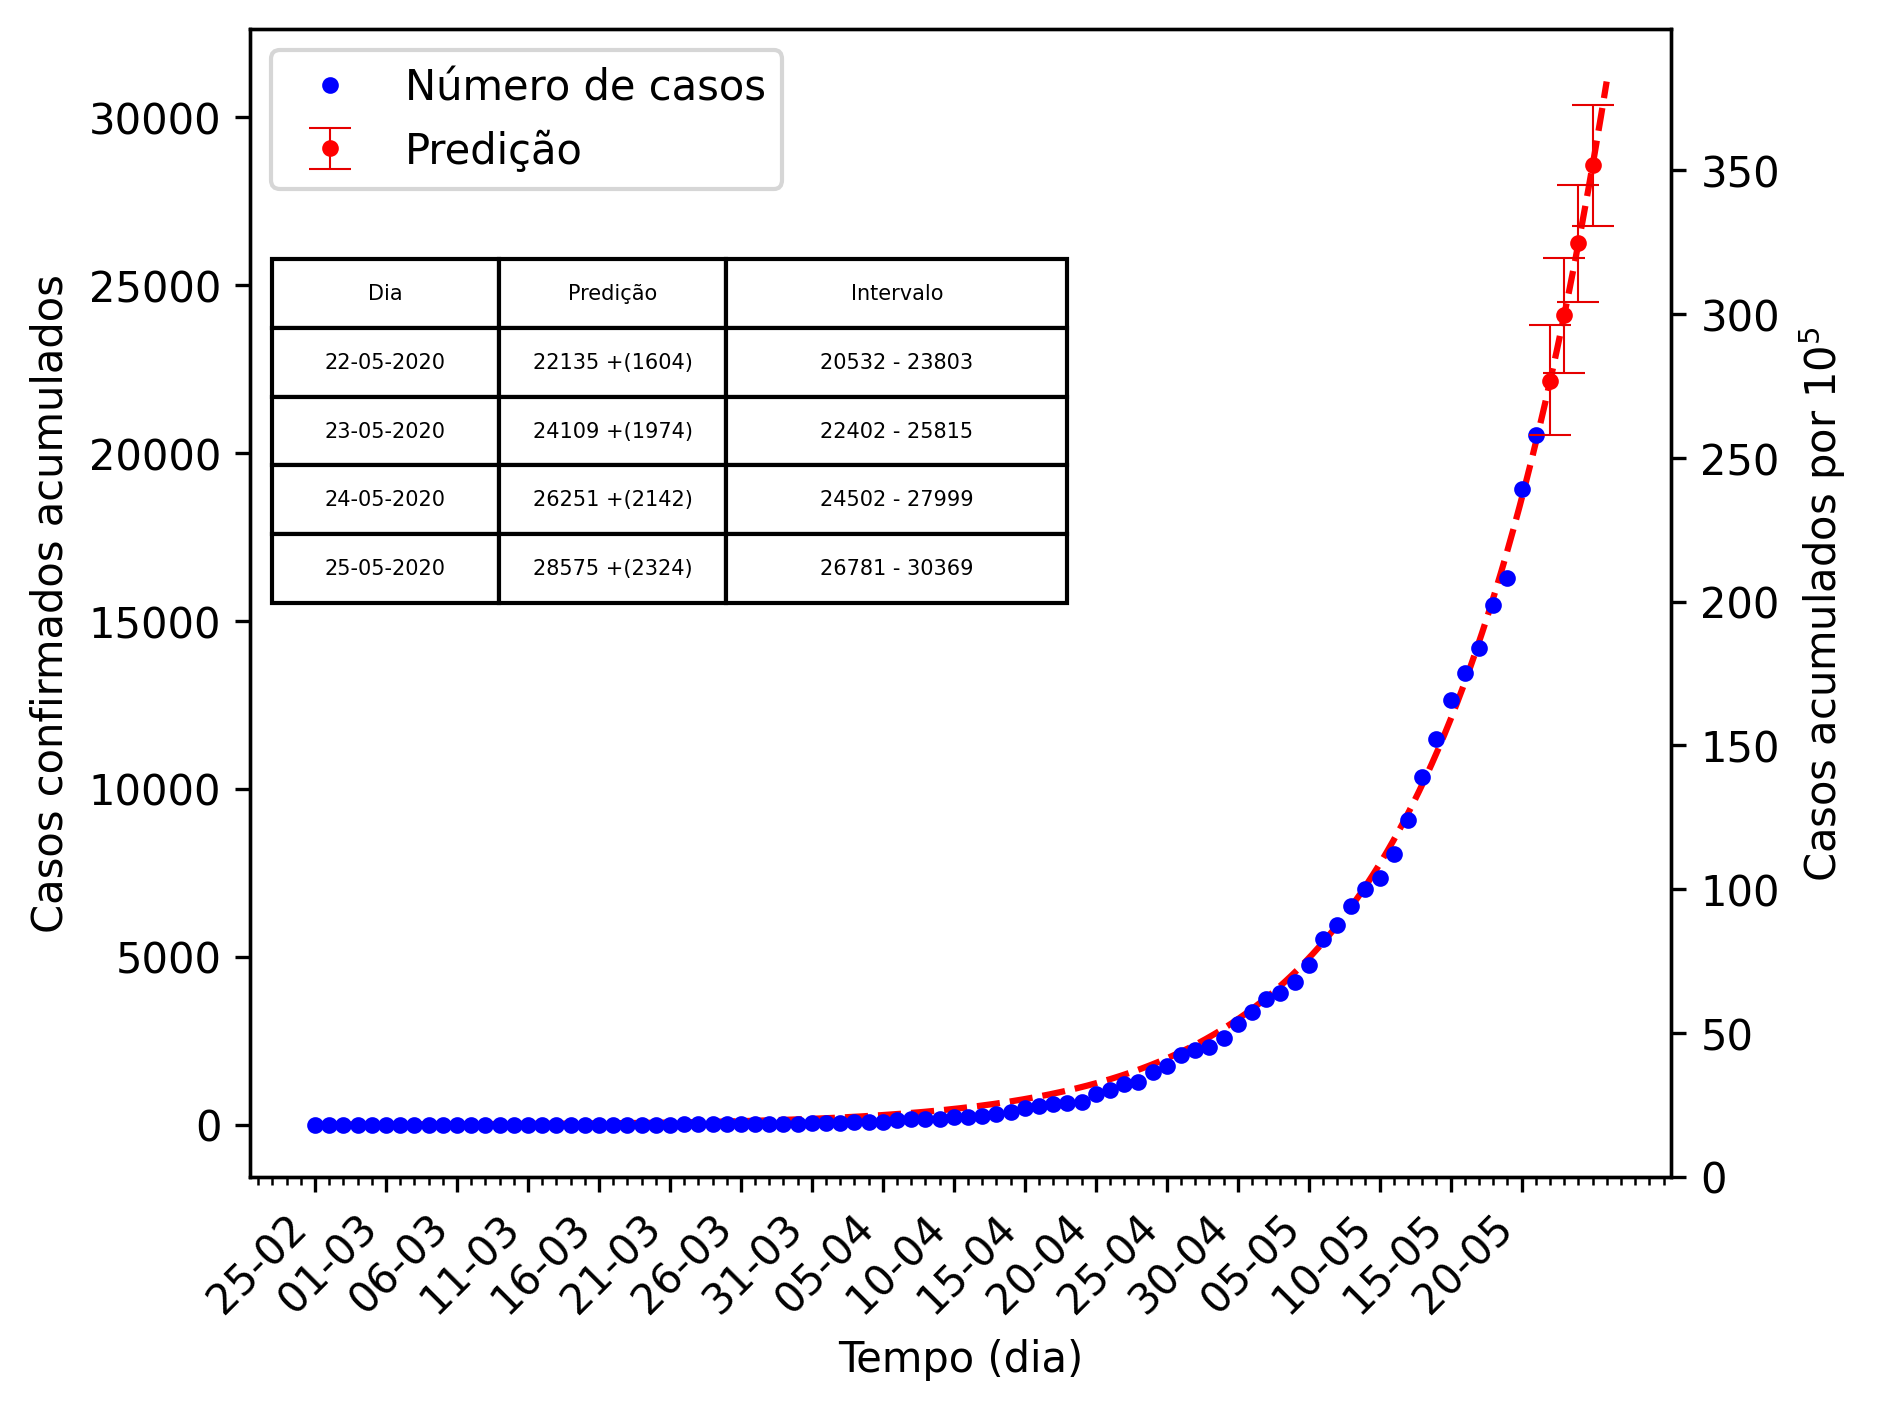 Número de casos
Predição
Dia Predição Intervalo
22-05-2020 22135 +(1604) 20532 - 23803
23-05-2020 24109 +(1974) 22402 - 25815
24-05-2020 26251 +(2142) 24502 - 27999
25-05-2020 28575 +(2324) 26781 - 30369
Casos confirmados acumulados
30000
25000
20000
15000
10000
5000
0
Casos acumulados por 10⁵
350
300
250
200
150
100
50
0
25-02 01-03 06-03 11-03 16-03 21-03 26-03 31-03 05-04 10-04 15-04 20-04 25-04 30-04 05-05 10-05 15-05 20-05
Tempo (dia)